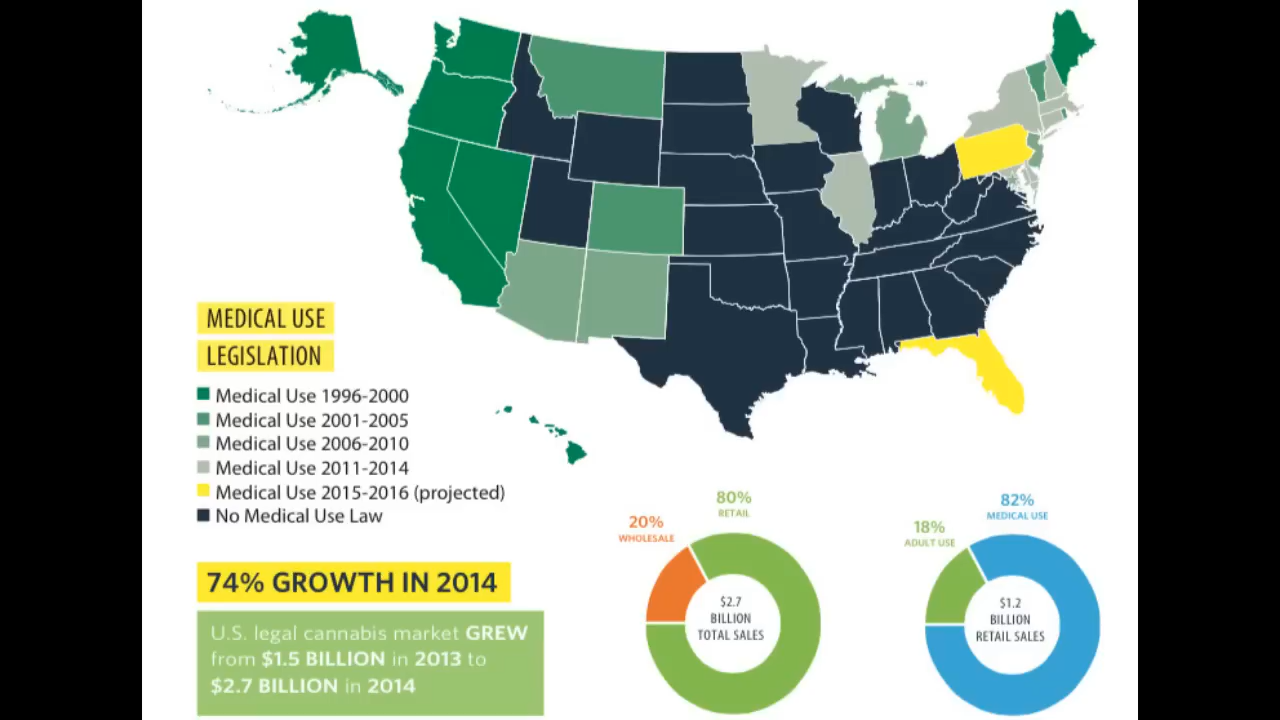 MEDICAL USE
LEGISLATION
Medical Use 1996-2000
Medical Use 2001-2005
Medical Use 2006-2010
Medical Use 2011-2014
Medical Use 2015-2016 (projected)
No Medical Use Law
74% GROWTH IN 2014
U.S. legal cannabis market GREW
from $1.5 BILLION in 2013 to
$2.7 BILLION in 2014
80%
RETAIL
20%
WHOLESALE
$2.7
BILLION
TOTAL SALES
82%
MEDICAL USE
18%
ADULT USE
$1.2
BILLION
RETAIL SALES